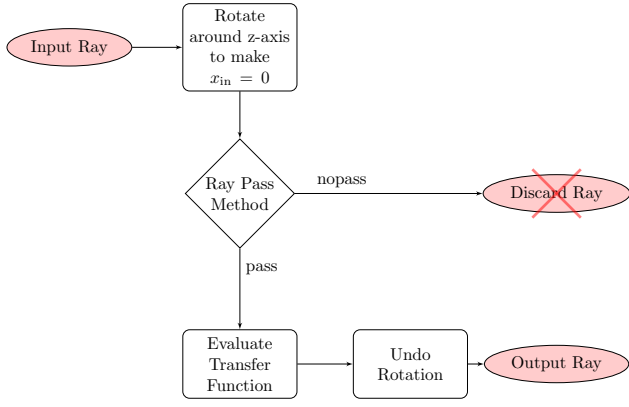 Input Ray
Rotate
around z-axis
to make
x_in = 0
Ray Pass
Method
nopass
Discard Ray
pass
Evaluate
Transfer
Function
Undo
Rotation
Output Ray